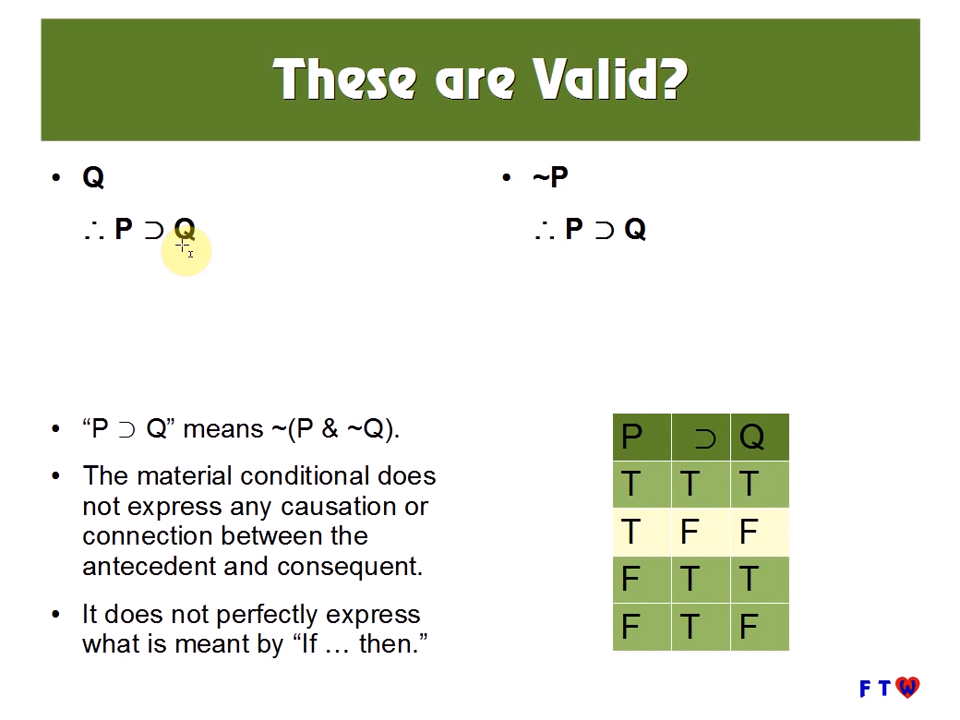 These are Valid?
• Q
∴ P ⊃ Q
• ~P
∴ P ⊃ Q
• “P ⊃ Q” means ~(P & ~Q).
• The material conditional does
not express any causation or
connection between the
antecedent and consequent.
• It does not perfectly express
what is meant by “If … then.”
P ⊃ Q
T T T
T F F
F T T
F T F
F T W